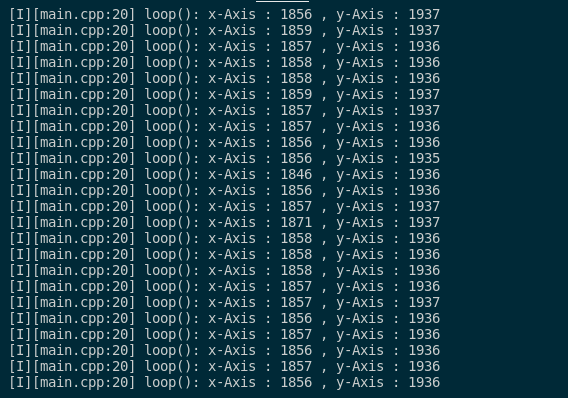 [I][main.cpp:20] loop(): x-Axis : 1856 , y-Axis : 1937
[I][main.cpp:20] loop(): x-Axis : 1859 , y-Axis : 1937
[I][main.cpp:20] loop(): x-Axis : 1857 , y-Axis : 1936
[I][main.cpp:20] loop(): x-Axis : 1858 , y-Axis : 1936
[I][main.cpp:20] loop(): x-Axis : 1858 , y-Axis : 1936
[I][main.cpp:20] loop(): x-Axis : 1859 , y-Axis : 1937
[I][main.cpp:20] loop(): x-Axis : 1857 , y-Axis : 1937
[I][main.cpp:20] loop(): x-Axis : 1857 , y-Axis : 1936
[I][main.cpp:20] loop(): x-Axis : 1856 , y-Axis : 1936
[I][main.cpp:20] loop(): x-Axis : 1856 , y-Axis : 1935
[I][main.cpp:20] loop(): x-Axis : 1846 , y-Axis : 1936
[I][main.cpp:20] loop(): x-Axis : 1856 , y-Axis : 1936
[I][main.cpp:20] loop(): x-Axis : 1857 , y-Axis : 1937
[I][main.cpp:20] loop(): x-Axis : 1871 , y-Axis : 1937
[I][main.cpp:20] loop(): x-Axis : 1858 , y-Axis : 1936
[I][main.cpp:20] loop(): x-Axis : 1858 , y-Axis : 1936
[I][main.cpp:20] loop(): x-Axis : 1858 , y-Axis : 1936
[I][main.cpp:20] loop(): x-Axis : 1857 , y-Axis : 1936
[I][main.cpp:20] loop(): x-Axis : 1857 , y-Axis : 1937
[I][main.cpp:20] loop(): x-Axis : 1856 , y-Axis : 1936
[I][main.cpp:20] loop(): x-Axis : 1857 , y-Axis : 1936
[I][main.cpp:20] loop(): x-Axis : 1856 , y-Axis : 1936
[I][main.cpp:20] loop(): x-Axis : 1857 , y-Axis : 1936
[I][main.cpp:20] loop(): x-Axis : 1856 , y-Axis : 1936